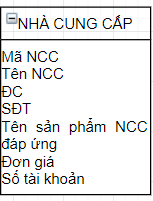 NHÀ CUNG CẤP
Mã NCC
Tên NCC
ĐC
SĐT
Tên sản phẩm NCC
đáp ứng
Đơn giá
Số tài khoản